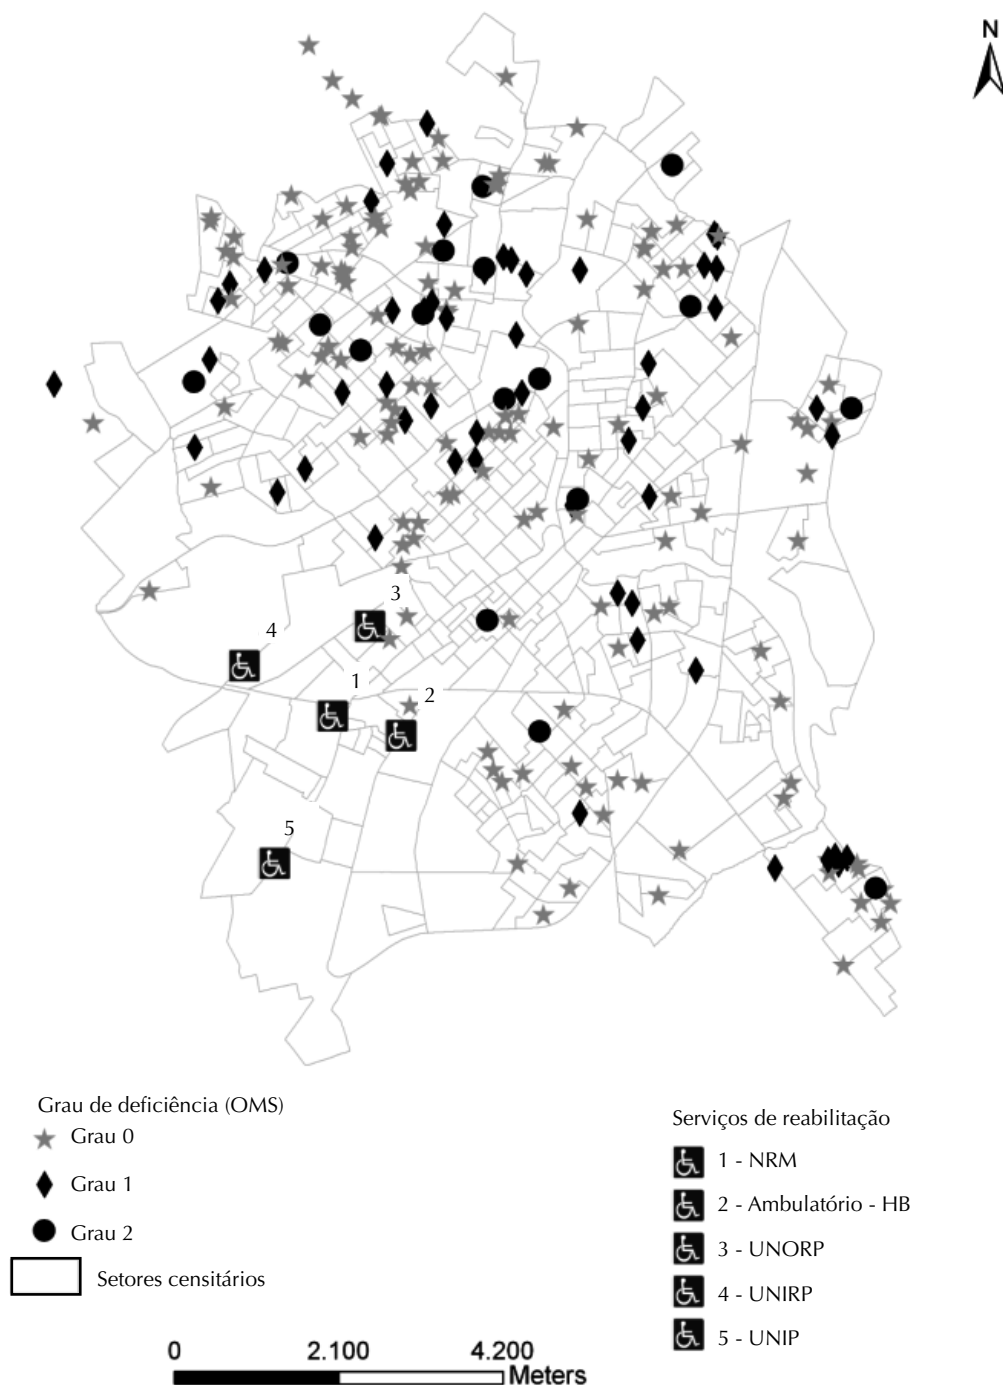 N
3
4
1
2
5
Grau de deficiência (OMS)
Grau 0
Grau 1
Grau 2
Setores censitários
Serviços de reabilitação
1 - NRM
2 - Ambulatório - HB
3 - UNORP
4 - UNIRP
5 - UNIP
0 2.100 4.200
Meters